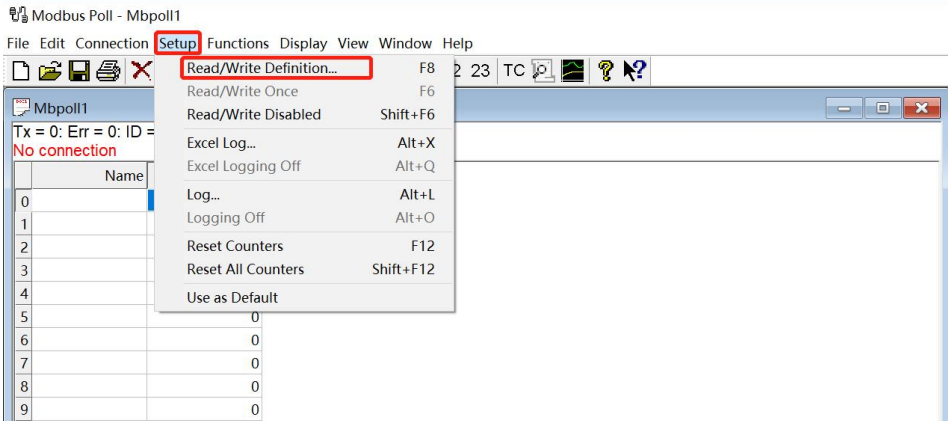 Modbus Poll - Mbpoll1
File Edit Connection Setup Functions Display View Window Help
23 TC
Read/Write Definition... F8
Read/Write Once F6
Read/Write Disabled Shift+F6
Excel Log... Alt+X
Excel Logging Off Alt+Q
Log... Alt+L
Logging Off Alt+O
Reset Counters F12
Reset All Counters Shift+F12
Use as Default
Mbpoll1
Tx = 0: Err = 0: ID =
No connection
Name
0
1
2
3
4
5 0
6 0
7 0
8 0
9 0